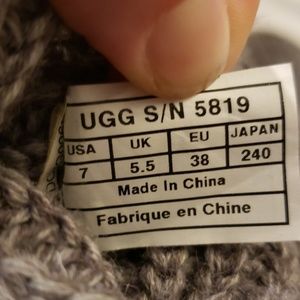 UGG S/N 5819
USA UK EU JAPAN
7 5.5 38 240
Made In China
Fabrique en Chine